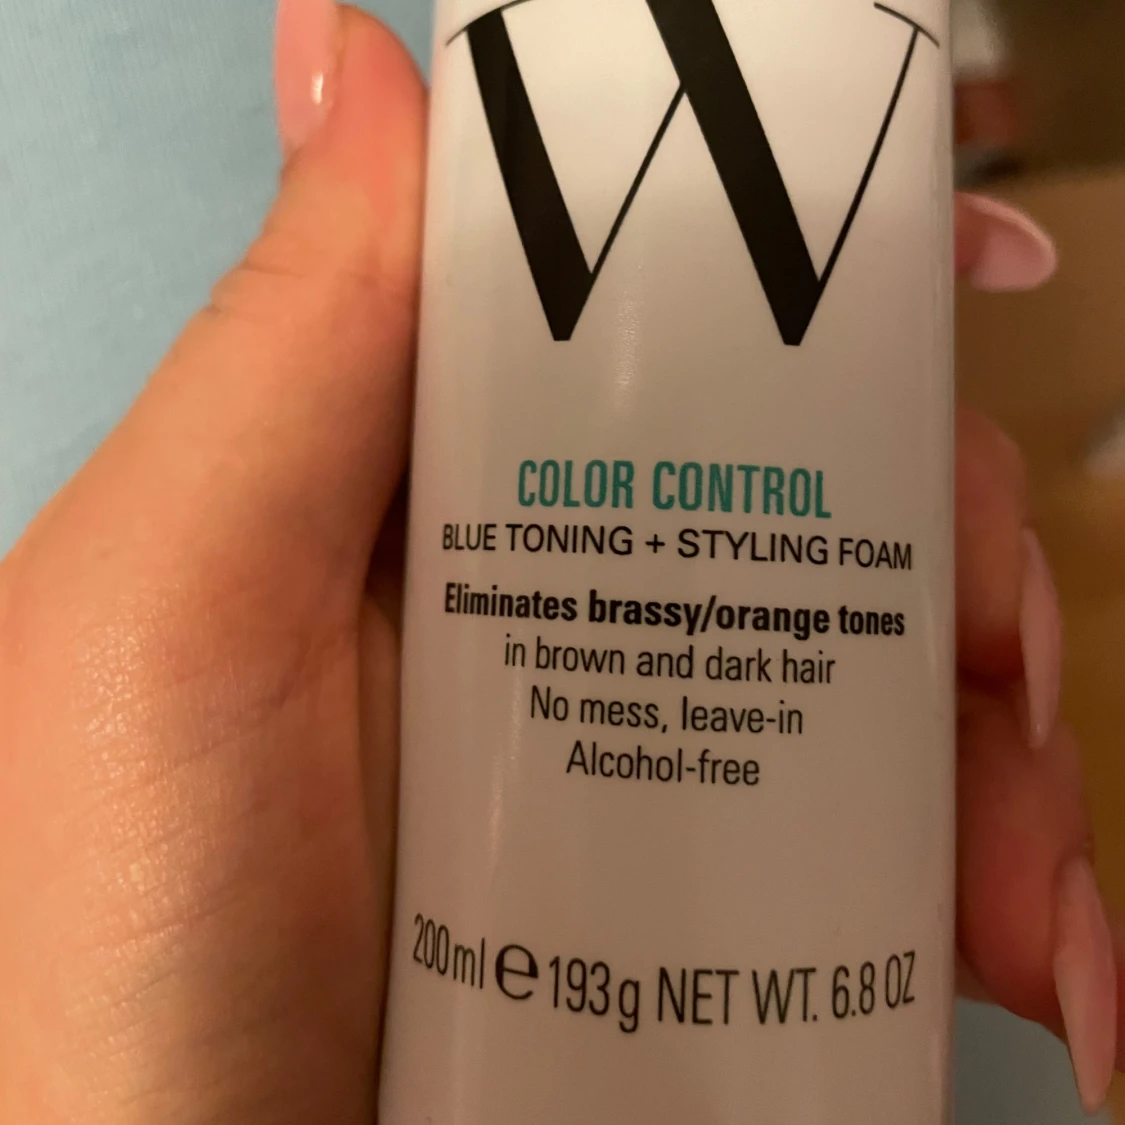 W
COLOR CONTROL
BLUE TONING + STYLING FOAM
Eliminates brassy/orange tones
in brown and dark hair
No mess, leave-in
Alcohol-free
200ml e 193g NET WT. 6.8 OZ